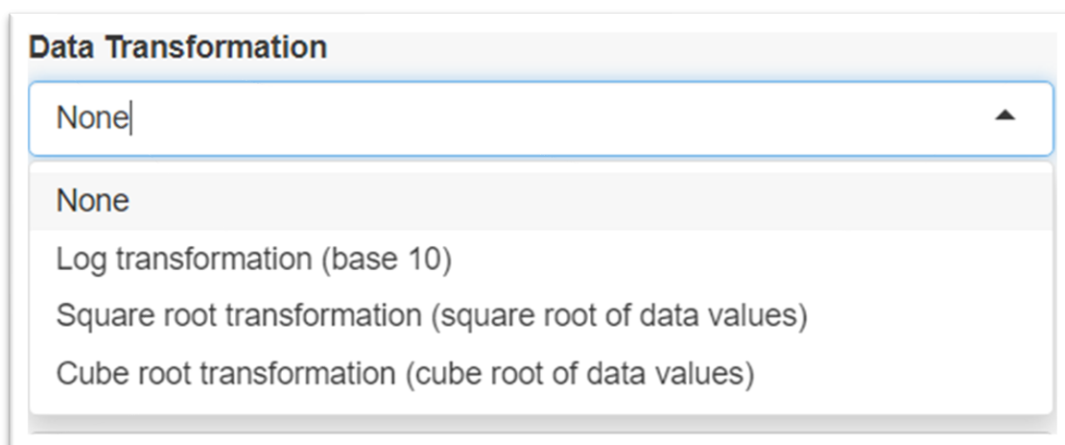 Data Transformation
None
None
Log transformation (base 10)
Square root transformation (square root of data values)
Cube root transformation (cube root of data values)